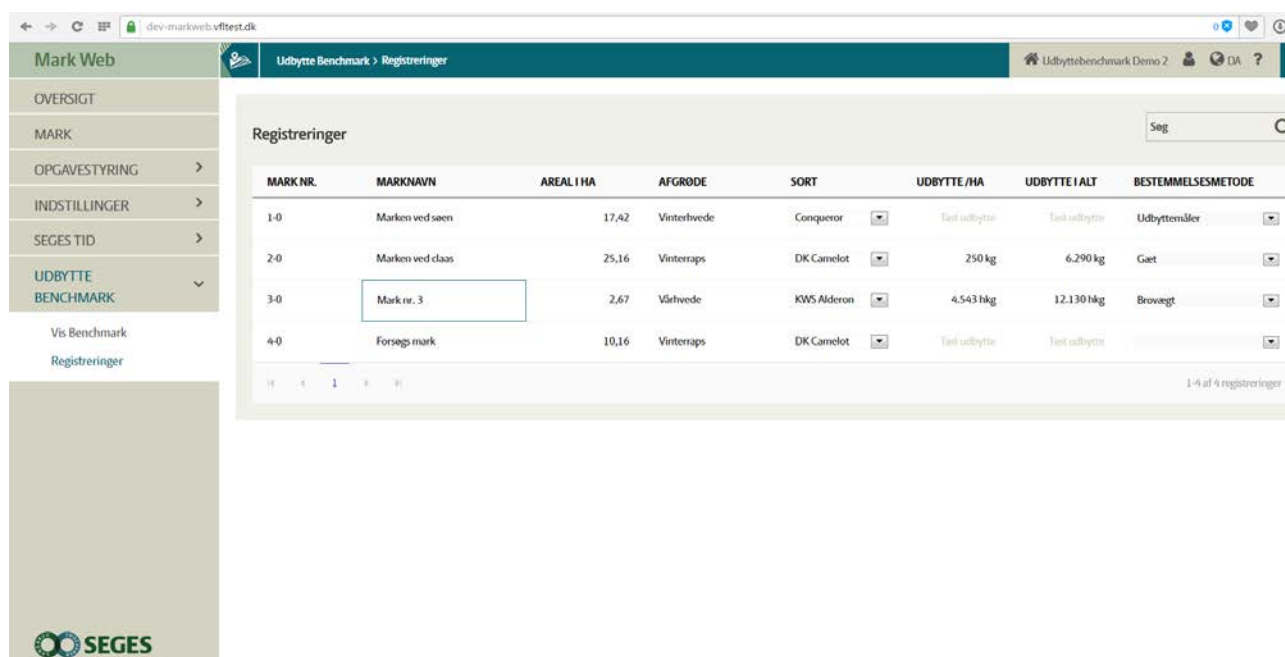 dev-markweb.vfltest.dk
0
Mark Web
Udbytte Benchmark > Registreringer
Udbyttebenchmark Demo 2
DA
?
OVERSIGT
MARK
OPGAVESTYRING
INDSTILLINGER
SEGES TID
UDBYTTE
BENCHMARK
Vis Benchmark
Registreringer
Registreringer
Søg
MARK NR. MARKNAVN AREAL I HA AFGRØDE SORT UDBYTTE/HA UDBYTTE I ALT BESTEMMELSESMETODE
1-0 Marken ved søen 17,42 Vinterhvede Conqueror Tast udbytte Tast udbytte Udbyttemåler
2-0 Marken ved claas 25,16 Vinterraps DK Camelot 250 kg 6.290 kg Gæt
3-0 Mark nr. 3 2,67 Vårhvede KWS Alderon 4.543 hkg 12.130 hkg Brovægt
4-0 Forsøgs mark 10,16 Vinterraps DK Camelot Tast udbytte Tast udbytte
1
1-4 af 4 registreringer
SEGES